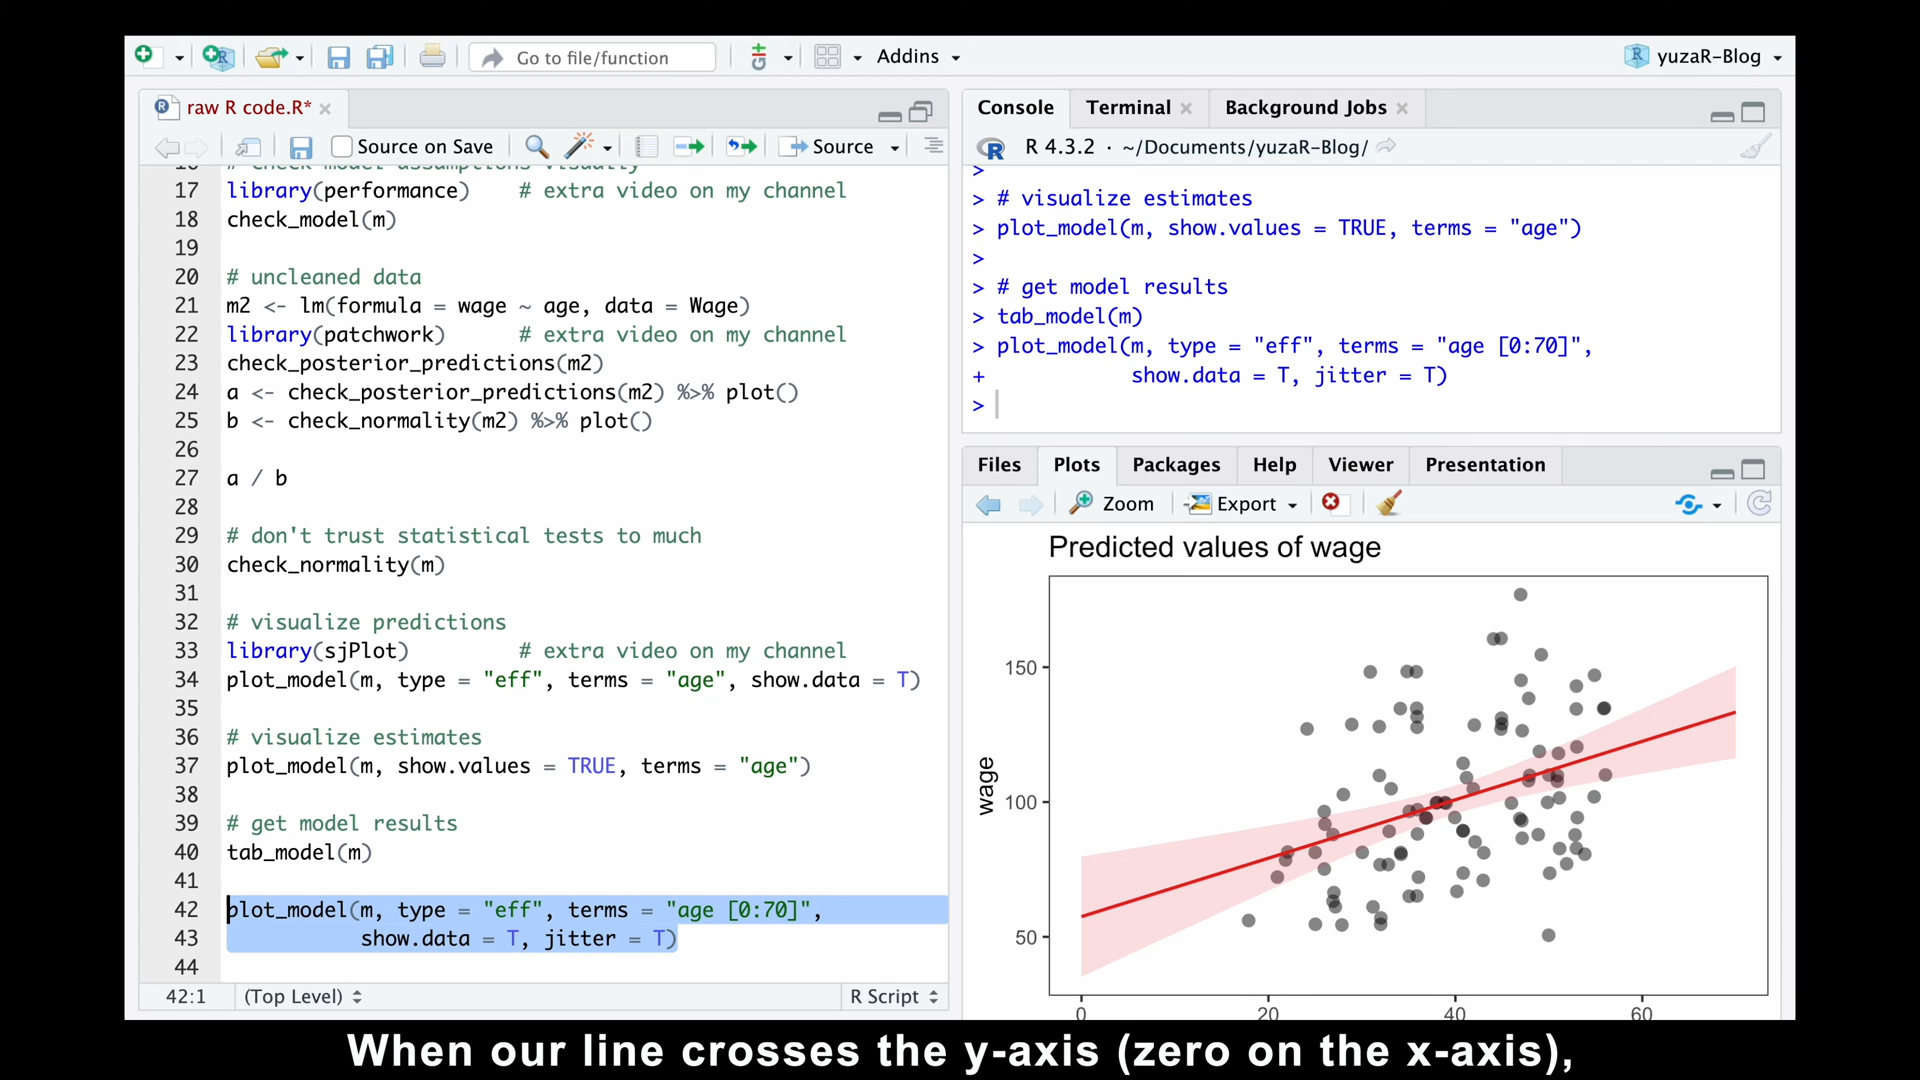 Go to file/function
Addins
yuzaR-Blog
raw R code.R*
Source on Save
Source
16 # check model assumptions visually
17 library(performance) # extra video on my channel
18 check_model(m)
19
20 # uncleaned data
21 m2 <- lm(formula = wage ~ age, data = Wage)
22 library(patchwork) # extra video on my channel
23 check_posterior_predictions(m2)
24 a <- check_posterior_predictions(m2) %>% plot()
25 b <- check_normality(m2) %>% plot()
26
27 a / b
28
29 # don't trust statistical tests to much
30 check_normality(m)
31
32 # visualize predictions
33 library(sjPlot) # extra video on my channel
34 plot_model(m, type = "eff", terms = "age", show.data = T)
35
36 # visualize estimates
37 plot_model(m, show.values = TRUE, terms = "age")
38
39 # get model results
40 tab_model(m)
41
42 plot_model(m, type = "eff", terms = "age [0:70]",
43 show.data = T, jitter = T)
44
42:1 (Top Level) R Script
Console Terminal Background Jobs
R 4.3.2 · ~/Documents/yuzaR-Blog/
>
> # visualize estimates
> plot_model(m, show.values = TRUE, terms = "age")
>
> # get model results
> tab_model(m)
> plot_model(m, type = "eff", terms = "age [0:70]",
+ show.data = T, jitter = T)
>
Files Plots Packages Help Viewer Presentation
Zoom Export
Predicted values of wage
150
100
50
wage
0 20 40 60
When our line crosses the y-axis (zero on the x-axis),